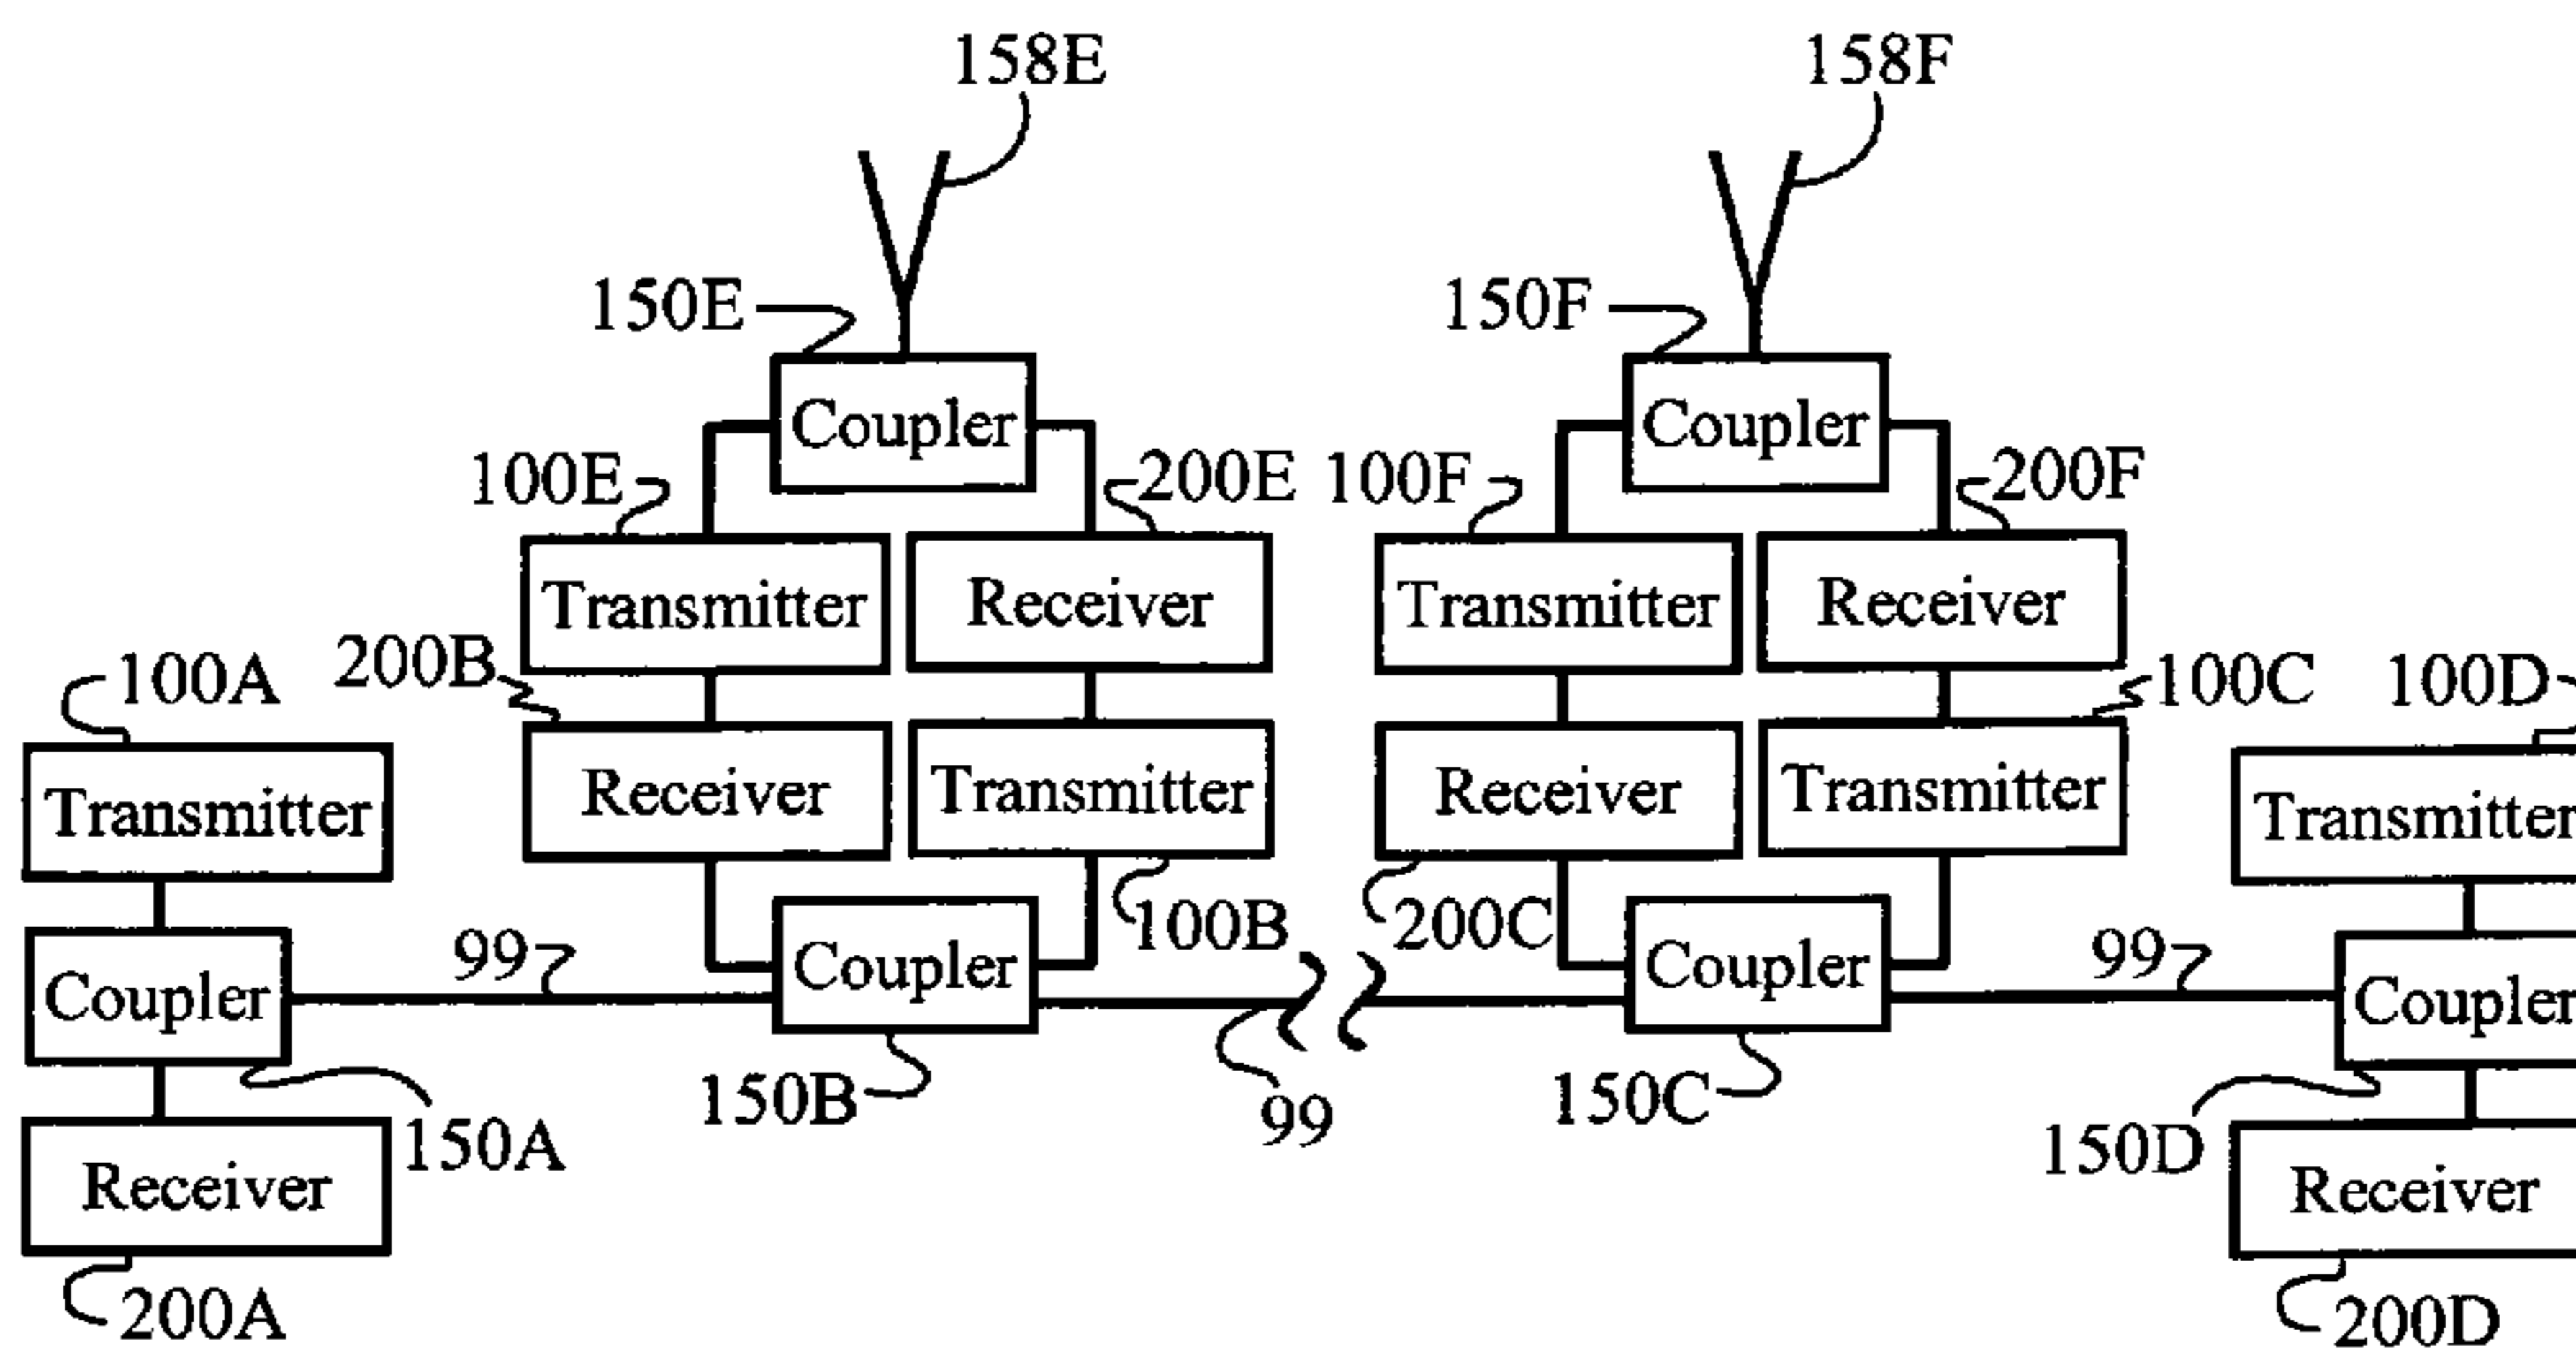 158E
158F
150E
150F
Coupler
Coupler
100E
200E
100F
200F
Transmitter
Receiver
Transmitter
Receiver
100A
200B
100C
100D
Transmitter
Receiver
Transmitter
Receiver
Transmitter
Transmitter
99
100B
200C
99
Coupler
Coupler
Coupler
Coupler
150A
150B
99
150C
150D
Receiver
Receiver
200A
200D